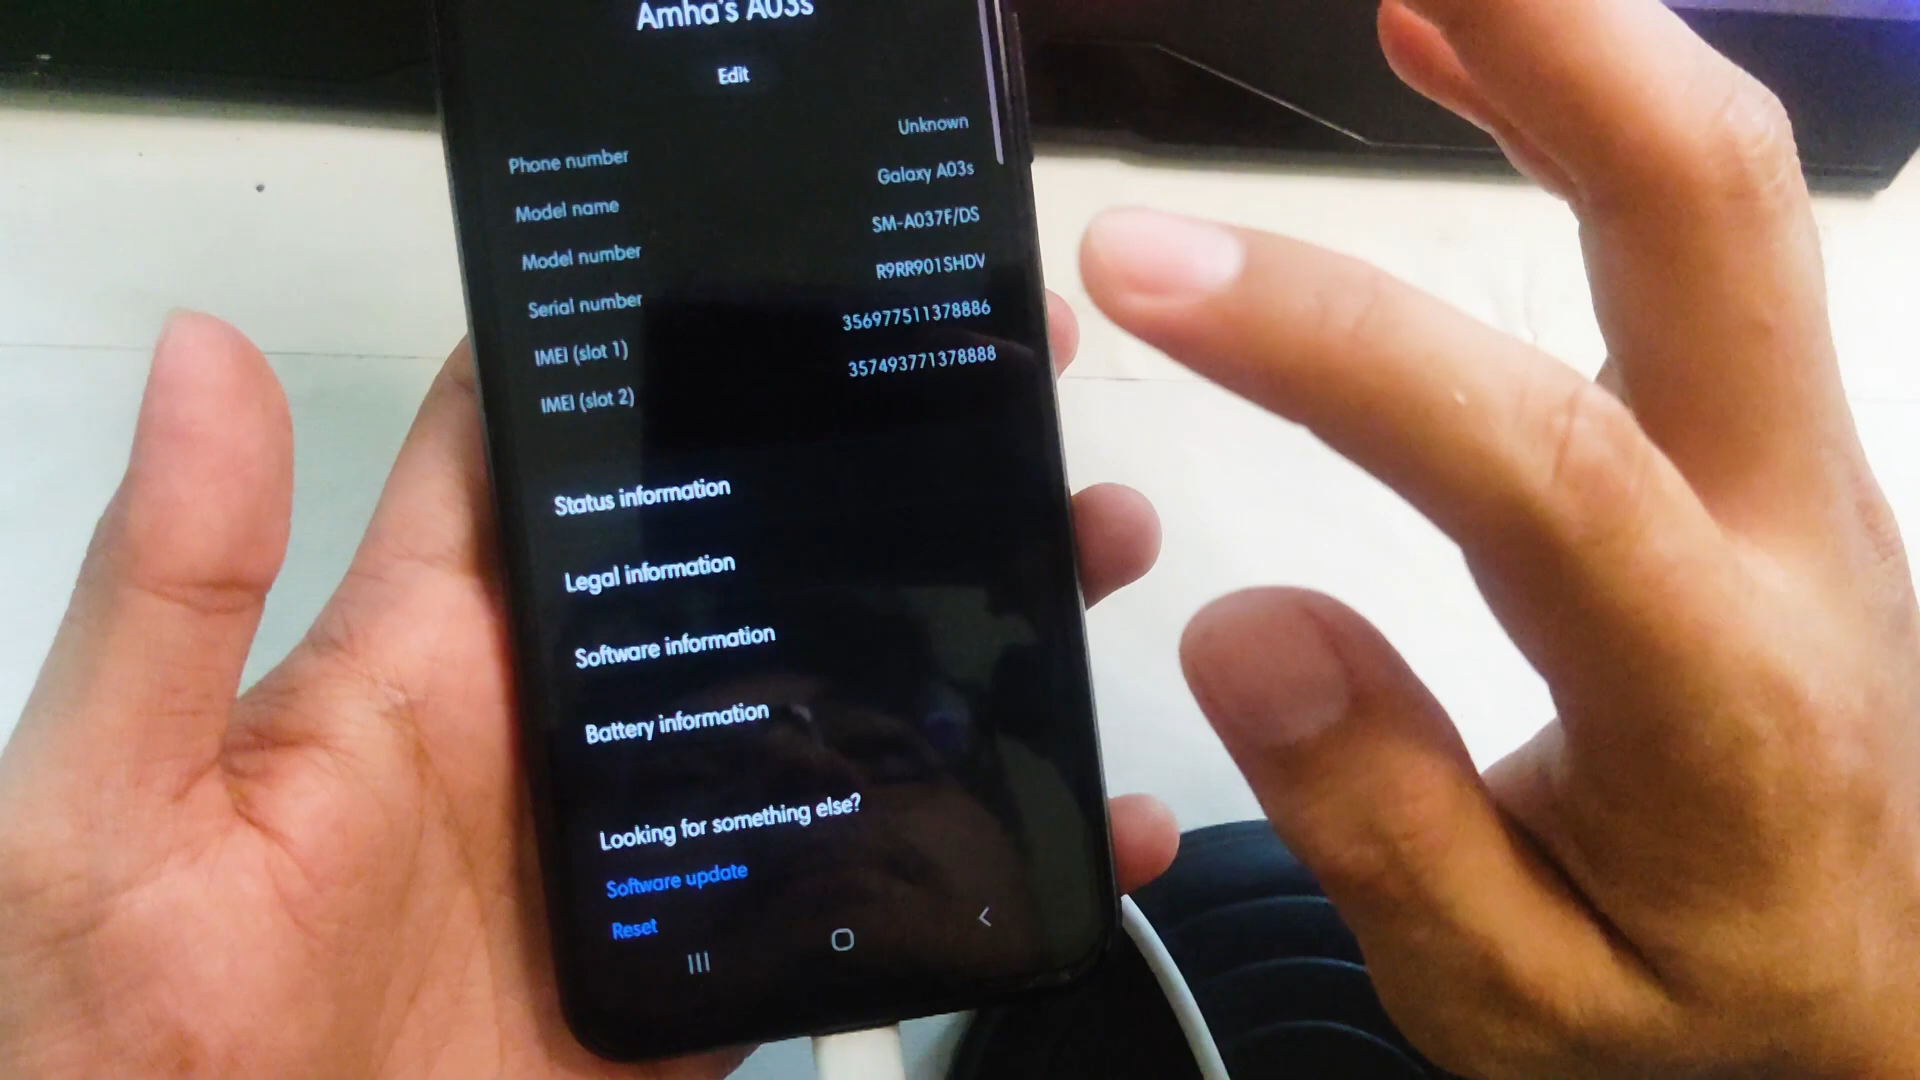 Amha's A03s
Edit
Phone number Unknown
Model name Galaxy A03s
Model number SM-A037F/DS
Serial number R9RR901SHDV
IMEI (slot 1) 356977511378886
IMEI (slot 2) 357493771378888
Status information
Legal information
Software information
Battery information
Looking for something else?
Software update
Reset